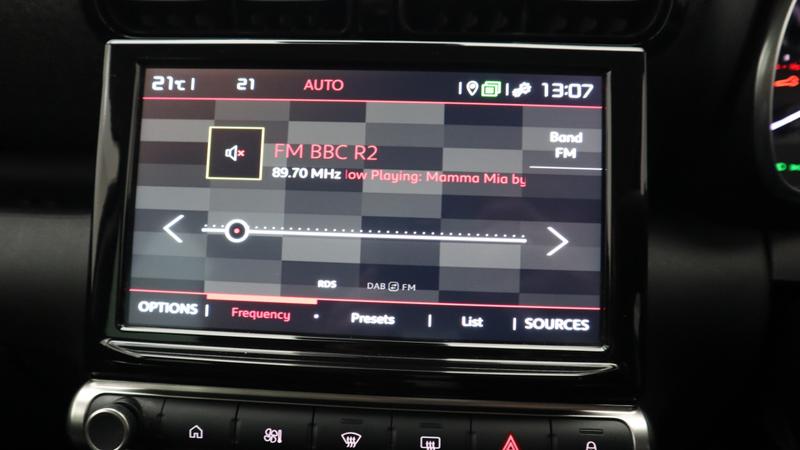 21°C 21 AUTO 13:07
FM BBC R2
Band
FM
89.70 MHz low Playing: Mamma Mia by
RDS DAB FM
OPTIONS Frequency Presets List SOURCES